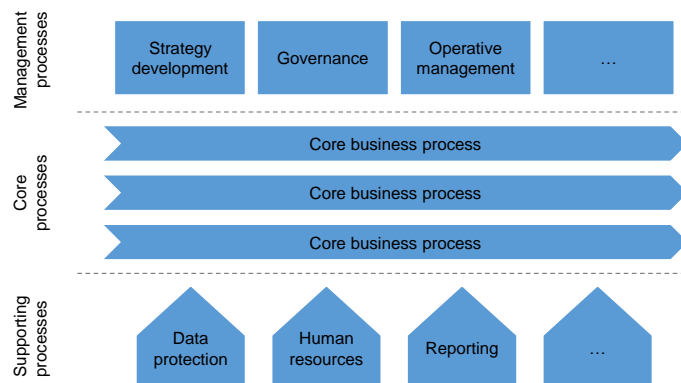 Management
processes
Strategy
development
Governance
Operative
management
…
Core
processes
Core business process
Core business process
Core business process
Supporting
processes
Data
protection
Human
resources
Reporting
…